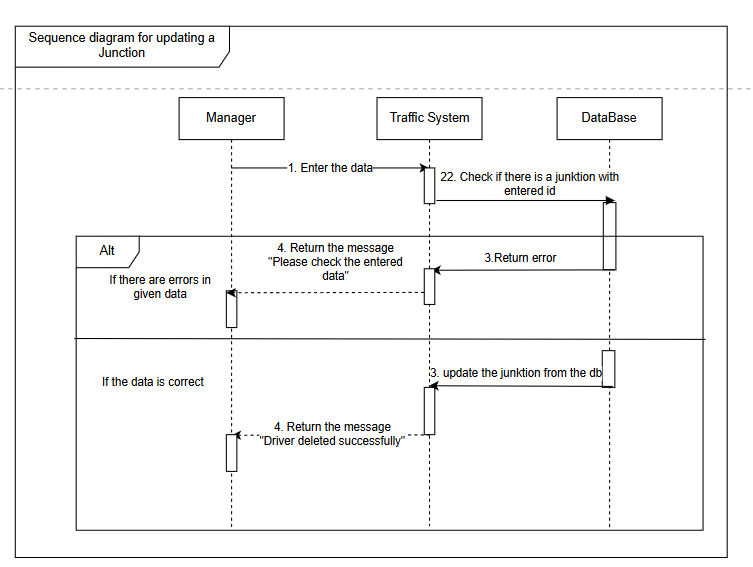 Sequence diagram for updating a
Junction
Manager
Traffic System
DataBase
1. Enter the data
22. Check if there is a junktion with
entered id
Alt
4. Return the message
"Please check the entered
data"
3.Return error
If there are errors in
given data
3. update the junktion from the db
If the data is correct
4. Return the message
"Driver deleted successfully"